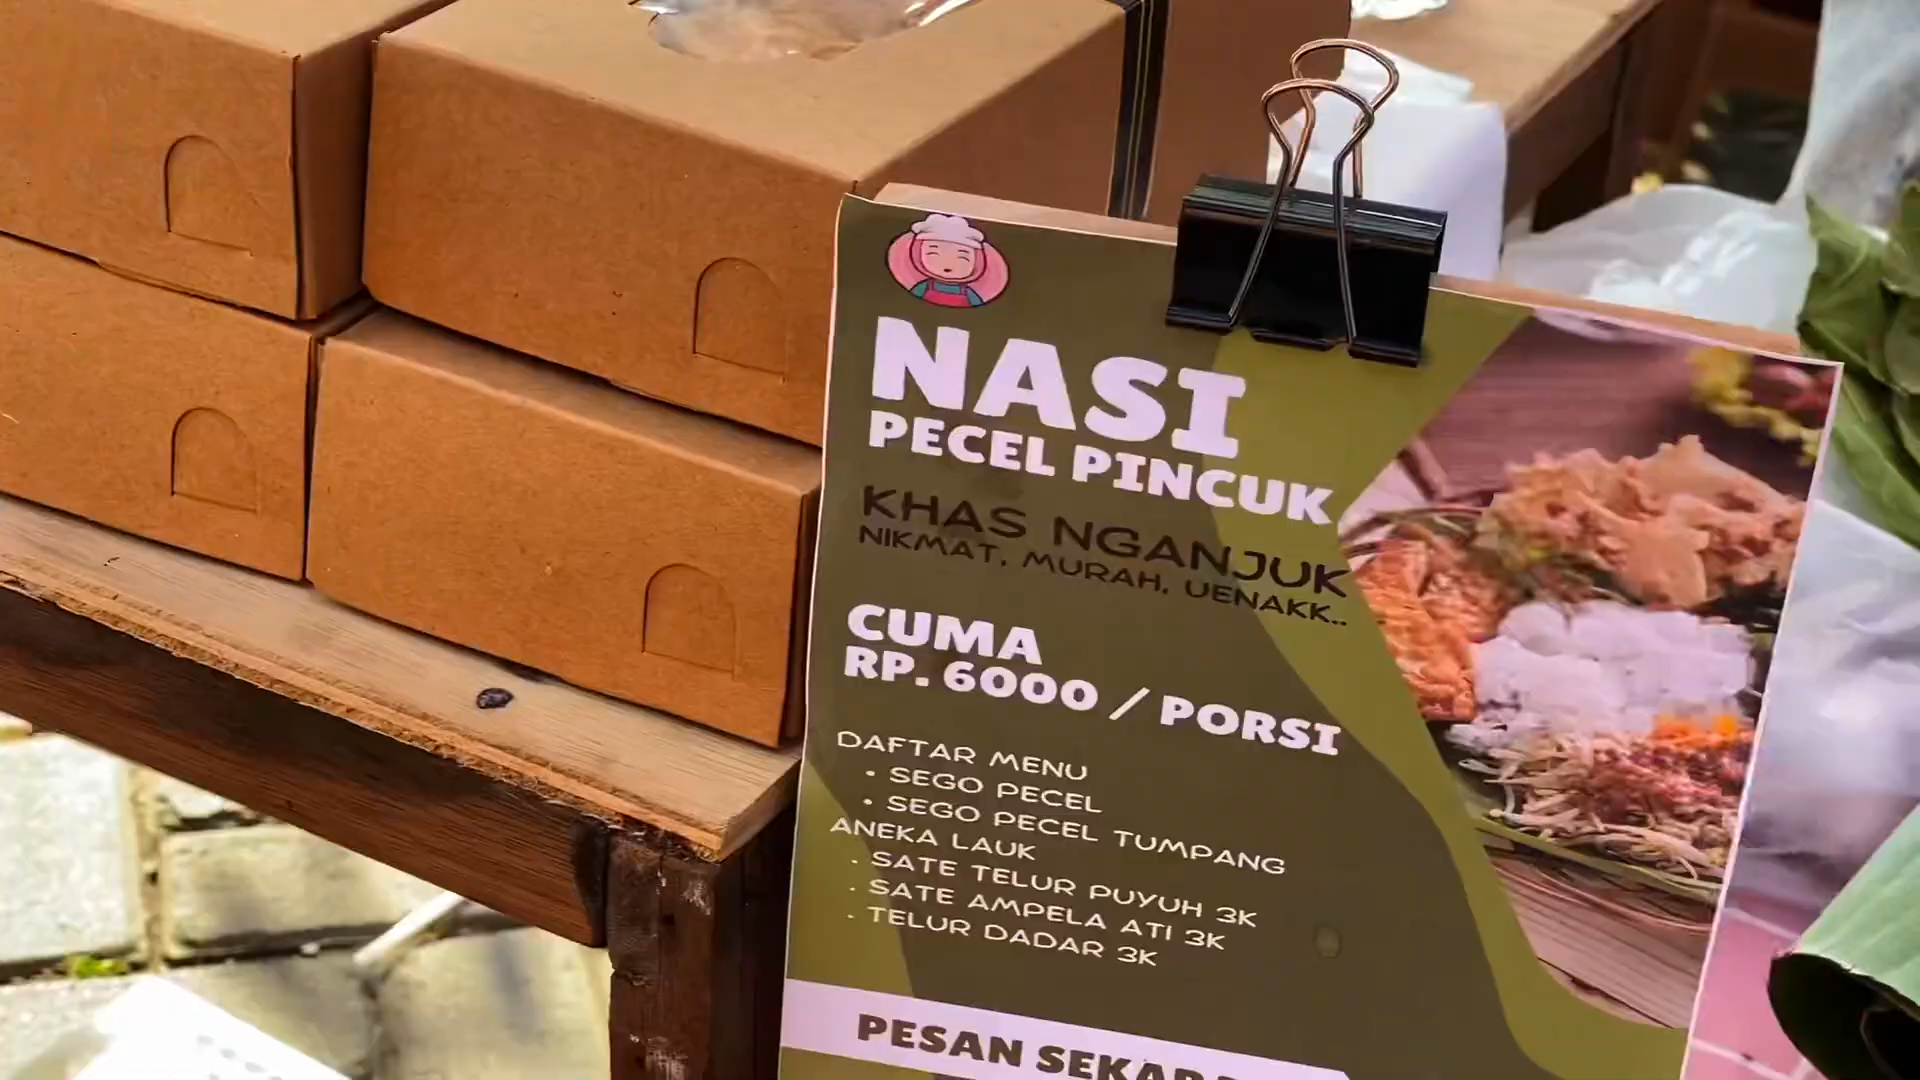 NASI
PECEL PINCUK
KHAS NGANJUK
NIKMAT, MURAH, UENAKK..
CUMA
RP. 6000 / PORSI
DAFTAR MENU
• SEGO PECEL
• SEGO PECEL TUMPANG
ANEKA LAUK
• SATE TELUR PUYUH 3K
• SATE AMPELA ATI 3K
• TELUR DADAR 3K
PESAN